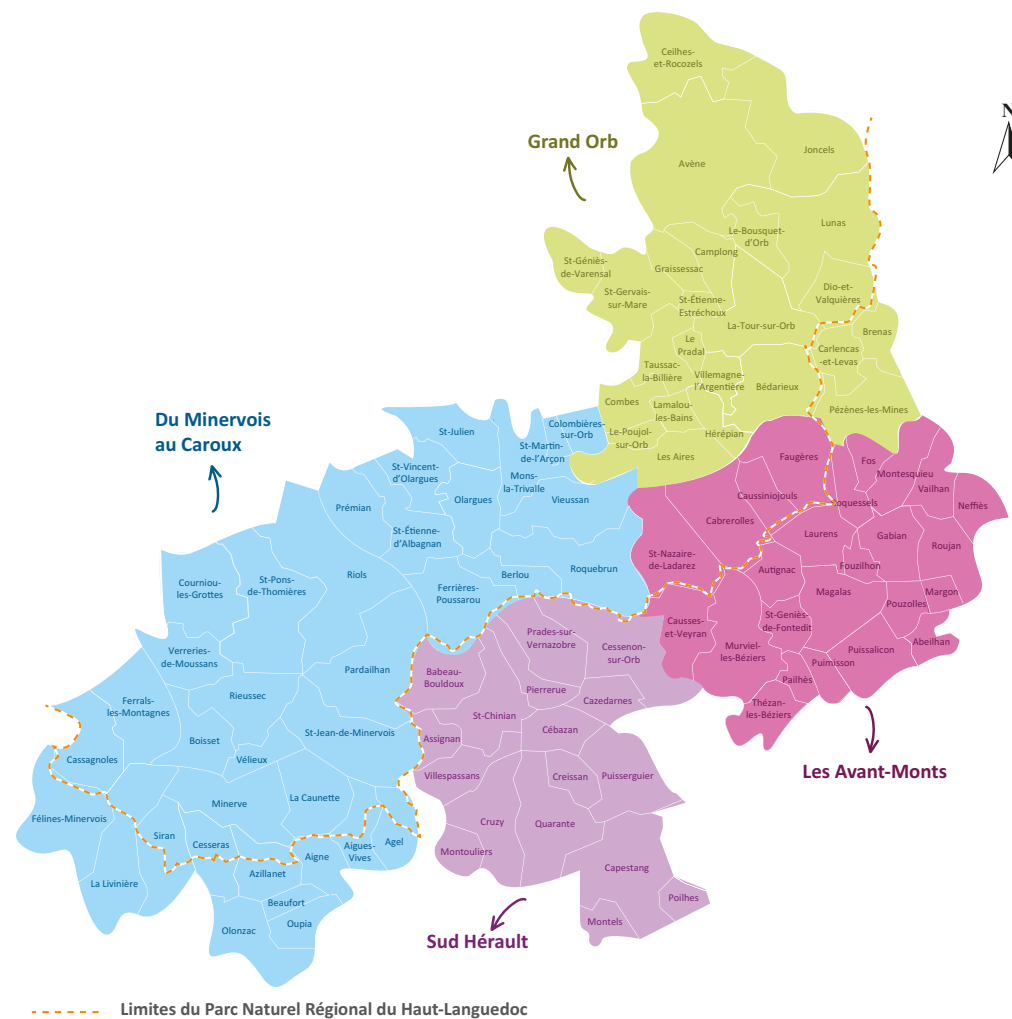 Ceilhes-
et-Rocozels
N
Grand Orb
Joncels
Avène
Lunas
Le-Bousquet-
d'Orb
Camplong
St-Géniès-
de-Varensal
Graissessac
St-Gervais-
sur-Mare
Dio-et-
Valquières
St-Étienne-
Estréchoux
La-Tour-sur-Orb
Brenas
Le
Pradal
Carlencas
-et-Levas
Taussac-
la-Billière
Villemagne-
l'Argentière
Bédarieux
Combes
Lamalou-
les-Bains
Pézènes-les-Mines
Le-Poujol-
sur-Orb
Hérépian
Les Aires
Du Minervois
au Caroux
St-Julien
Colombières-
sur-Orb
St-Martin-
de-l'Arçon
St-Vincent-
d'Olargues
Mons-
la-Trivalle
Olargues
Vieussan
Prémian
St-Étienne-
d'Albagnan
Riols
Berlou
Roquebrun
Ferrières-
Poussarou
Courniou-
les-Grottes
St-Pons-
de-Thomières
Verreries-
de-Moussans
Pardailhan
Rieussec
Ferrals-
les-Montagnes
St-Jean-de-Minervois
Boisset
Vélieux
Cassagnoles
La Caunette
Minerve
Félines-Minervois
Siran
Cesseras
Aigne
Aigues-
Vives
Agel
Azillanet
La Livinière
Beaufort
Oupia
Olonzac
Faugères
Fos
Montesquieu
Vailhan
Neffiès
Caussiniojouls
oquessels
Cabrerolles
Laurens
Gabian
Roujan
St-Nazaire-
de-Ladarez
Autignac
Fouzilhon
Magalas
Margon
Pouzolles
Causses-
et-Veyran
St-Geniès-
de-Fontedit
Abeilhan
Murviel-
les-Béziers
Puissalicon
Puimisson
Pailhès
Thézan-
les-Béziers
Les Avant-Monts
Prades-sur-
Vernazobre
Cessenon-
sur-Orb
Babeau-
Bouldoux
Pierrerue
Cazedarnes
St-Chinian
Cébazan
Assignan
Villespassans
Creissan
Puisserguier
Cruzy
Quarante
Montouliers
Capestang
Poilhes
Montels
Sud Hérault
Limites du Parc Naturel Régional du Haut-Languedoc